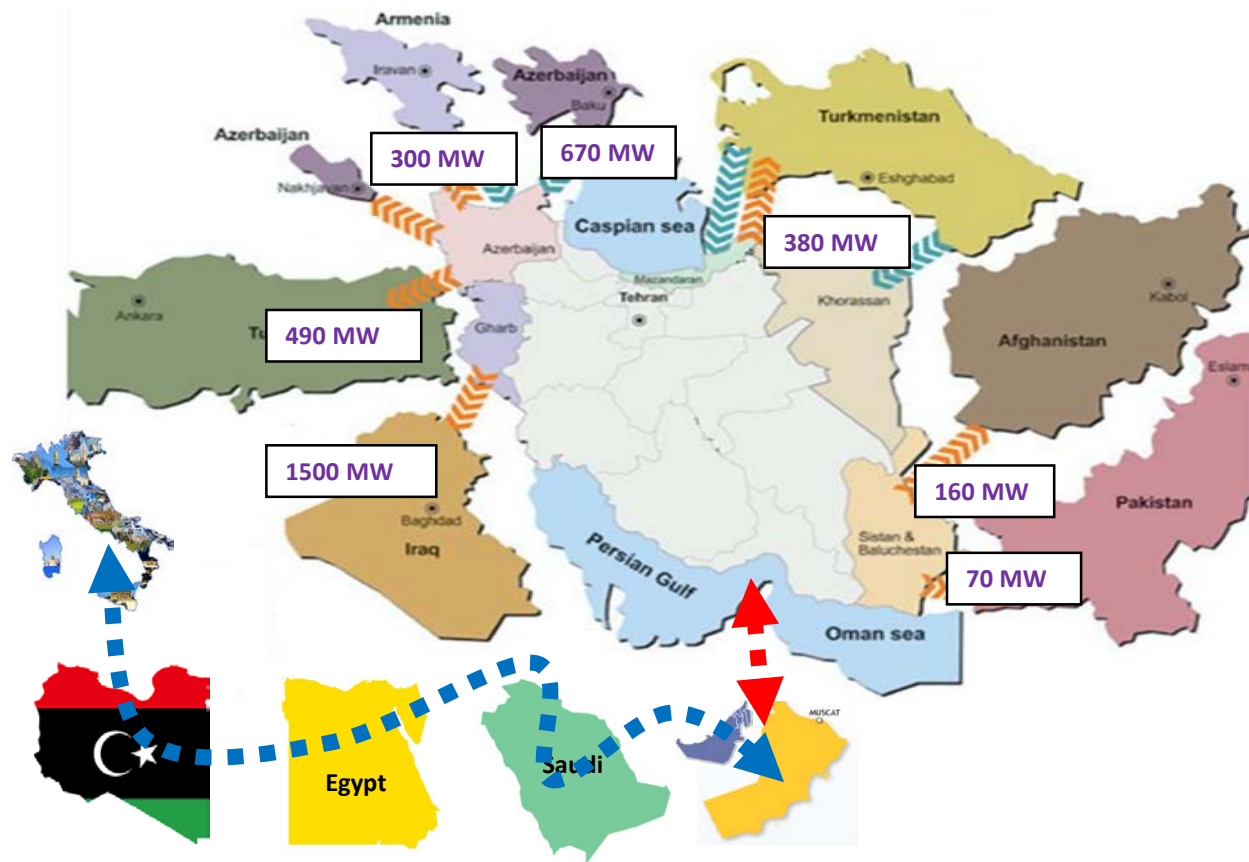 Armenia
Iravan
Azerbaijan
Baku
Azerbaijan
Nakhjavan
300 MW
670 MW
Turkmenistan
Eshghabad
Caspian sea
380 MW
Azerbaijan
Mazandaran
Tehran
Khorassan
Kabol
Afghanistan
Ankara
Tu
490 MW
Gharb
Eslam
1500 MW
Baghdad
Iraq
160 MW
Pakistan
Sistan &
Baluchestan
Persian Gulf
70 MW
Oman sea
MUSCAT
Egypt
Saudi